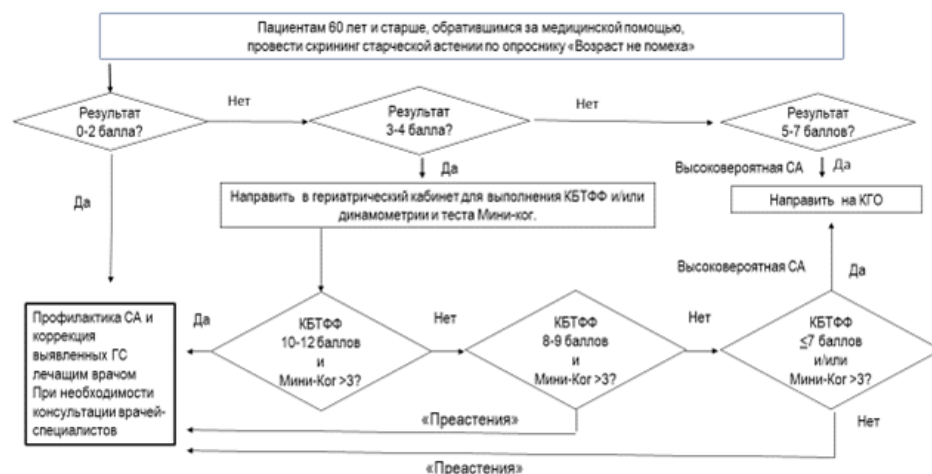 Пациентам 60 лет и старше, обратившимся за медицинской помощью,
провести скрининг старческой астении по опроснику «Возраст не помеха»
Результат
0-2 балла?
Нет
Результат
3-4 балла?
Нет
Результат
5-7 баллов?
Да
Да
Высоковероятная СА
Да
Направить в гериатрический кабинет для выполнения КБТФФ и/или
динамометрии и теста Мини-ког.
Направить на КГО
Высоковероятная СА
Да
Профилактика СА и
коррекция
выявленных ГС
лечащим врачом
При необходимости
консультации врачей-
специалистов
Да
КБТФФ
10-12 баллов
и
Мини-Ког >3?
Нет
КБТФФ
8-9 баллов
и
Мини-Ког >3?
Нет
КБТФФ
≤7 баллов
и/или
Мини-Ког >3?
«Преастения»
Нет
«Преастения»